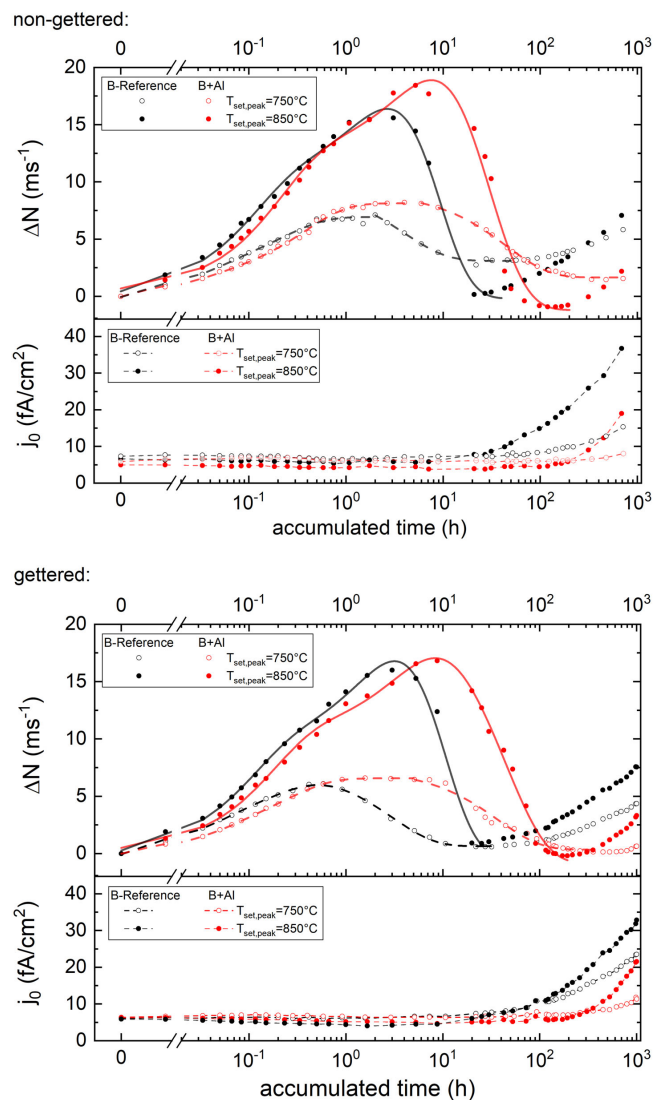 non-gettered:
0 10⁻¹ 10⁰ 10¹ 10² 10³
20
15
10
5
0
ΔN (ms⁻¹)
B-Reference B+Al
T_set,peak=750°C
T_set,peak=850°C
40
30
20
10
0
j₀ (fA/cm²)
B-Reference B+Al
T_set,peak=750°C
T_set,peak=850°C
0 10⁻¹ 10⁰ 10¹ 10² 10³
accumulated time (h)
gettered:
0 10⁻¹ 10⁰ 10¹ 10² 10³
20
15
10
5
0
ΔN (ms⁻¹)
B-Reference B+Al
T_set,peak=750°C
T_set,peak=850°C
40
30
20
10
0
j₀ (fA/cm²)
B-Reference B+Al
T_set,peak=750°C
T_set,peak=850°C
0 10⁻¹ 10⁰ 10¹ 10² 10³
accumulated time (h)